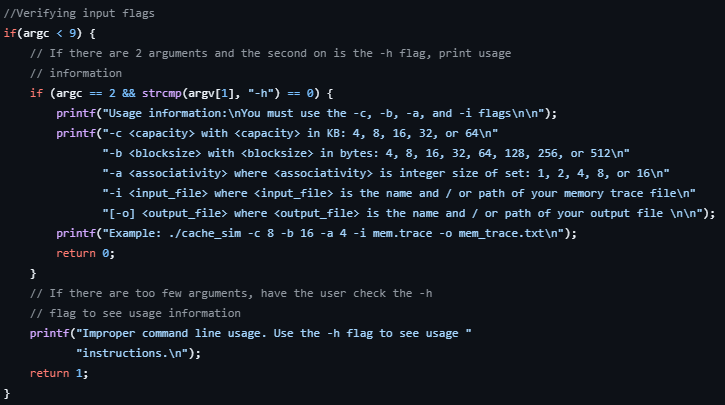 //Verifying input flags
if(argc < 9) {
    // If there are 2 arguments and the second on is the -h flag, print usage
    // information
    if (argc == 2 && strcmp(argv[1], "-h") == 0) {
        printf("Usage information:\nYou must use the -c, -b, -a, and -i flags\n\n");
        printf("-c <capacity> with <capacity> in KB: 4, 8, 16, 32, or 64\n"
               "-b <blocksize> with <blocksize> in bytes: 4, 8, 16, 32, 64, 128, 256, or 512\n"
               "-a <associativity> where <associativity> is integer size of set: 1, 2, 4, 8, or 16\n"
               "-i <input_file> where <input_file> is the name and / or path of your memory trace file\n"
               "[-o] <output_file> where <output_file> is the name and / or path of your output file \n\n");
        printf("Example: ./cache_sim -c 8 -b 16 -a 4 -i mem.trace -o mem_trace.txt\n");
        return 0;
    }
    // If there are too few arguments, have the user check the -h
    // flag to see usage information
    printf("Improper command line usage. Use the -h flag to see usage "
           "instructions.\n");
    return 1;
}